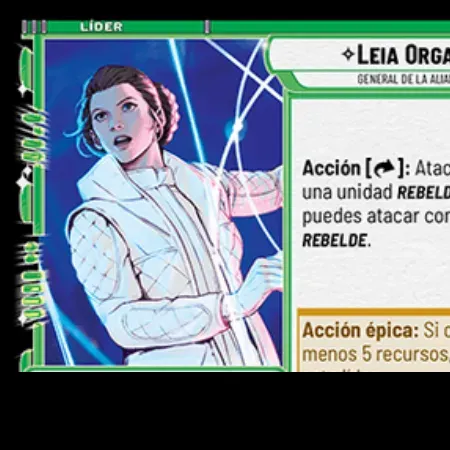 LÍDER
LEIA ORGA
GENERAL DE LA ALIA
Acción [ ]: Atac
una unidad REBELD
puedes atacar con
REBELDE.
Acción épica: Si c
menos 5 recursos,